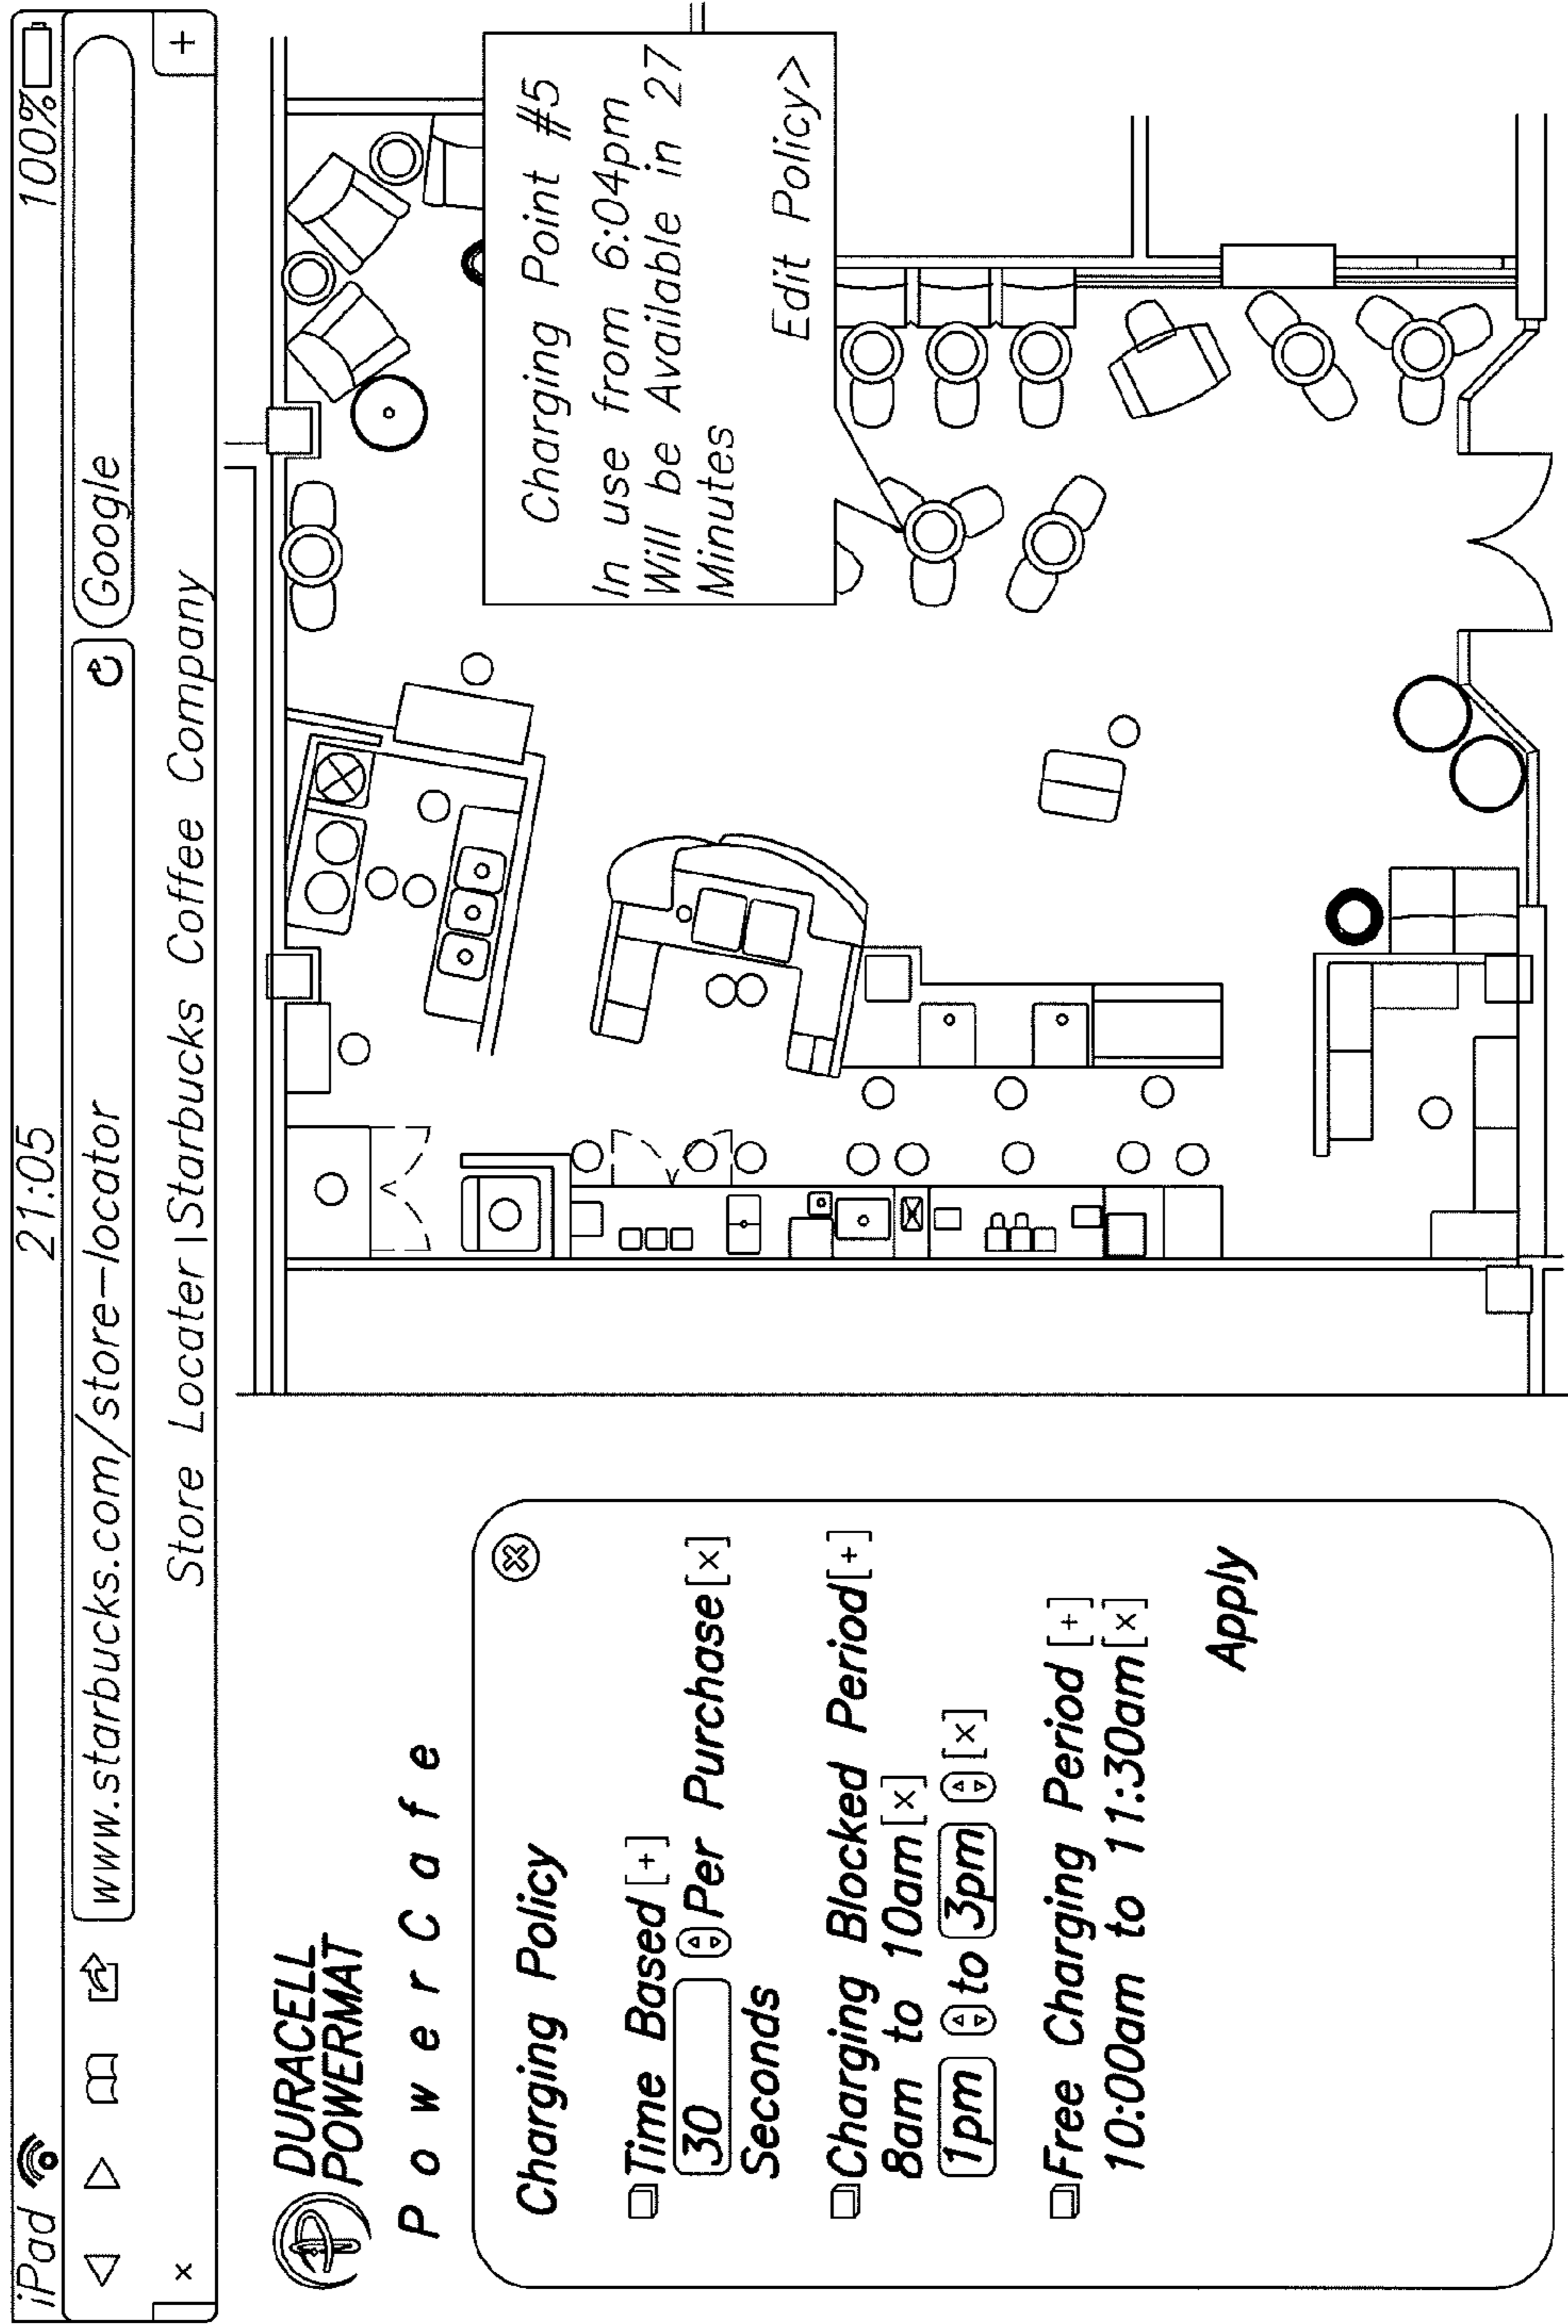 iPad 21:05 100%
www.starbucks.com/store-locator Google
x Store Locater|Starbucks Coffee Company +
DURACELL
POWERMAT
PowerCafe
Charging Policy
Time Based[+]
30 Per Purchase[x]
Seconds
Charging Blocked Period[+]
8am to 10am[x]
1pm to 3pm [x]
Free Charging Period [+]
10:00am to 11:30am[x]
Apply
Charging Point #5
In use from 6:04pm
Will be Available in 27
Minutes
Edit Policy>